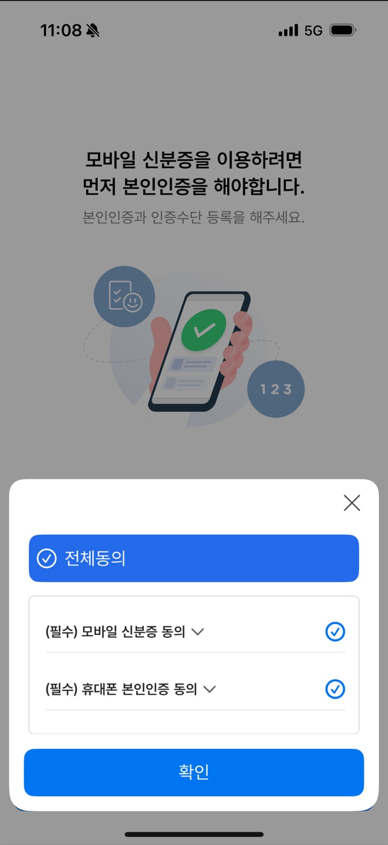 11:08
5G
모바일 신분증을 이용하려면
먼저 본인인증을 해야합니다.
본인인증과 인증수단 등록을 해주세요.
1 2 3
전체동의
(필수) 모바일 신분증 동의
(필수) 휴대폰 본인인증 동의
확인